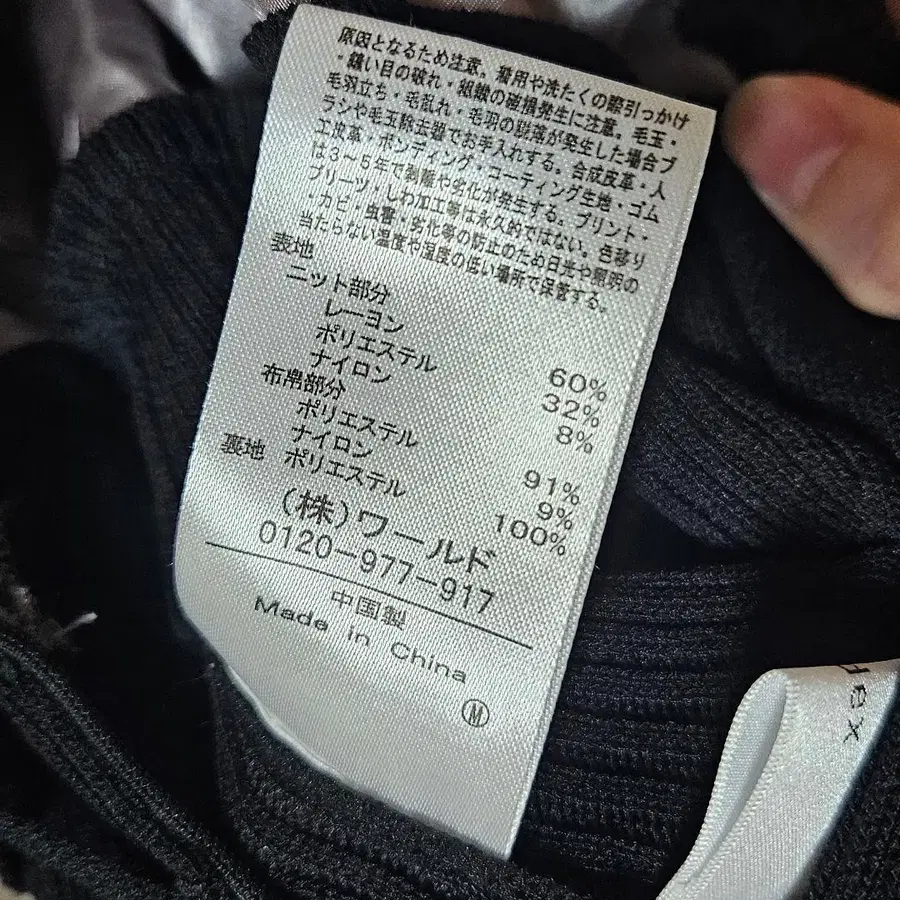 原因となるため注意。着用や洗たくの際引っかけ
・縫い目の破れ・組織の破損発生に注意。毛玉・
毛羽立ち・毛乱れ・毛羽の脱落が発生した場合ブ
ラシや毛玉除去器でお手入れする。合成皮革・人
工皮革・ボンディング・コーティング生地・ゴム
は3〜5年で剥離や劣化が発生する。プリント・
プリーツ・しわ加工等は永久的ではない。色移り
・カビ・虫害・劣化等の防止のため日光や照明の
当たらない温度や湿度の低い場所で保管する。
表地
ニット部分
レーヨン 60%
ポリエステル 32%
ナイロン 8%
布帛部分
ポリエステル 91%
ナイロン 9%
裏地 ポリエステル 100%
(株)ワールド
0120-977-917
中国製
Made in China
M
dex